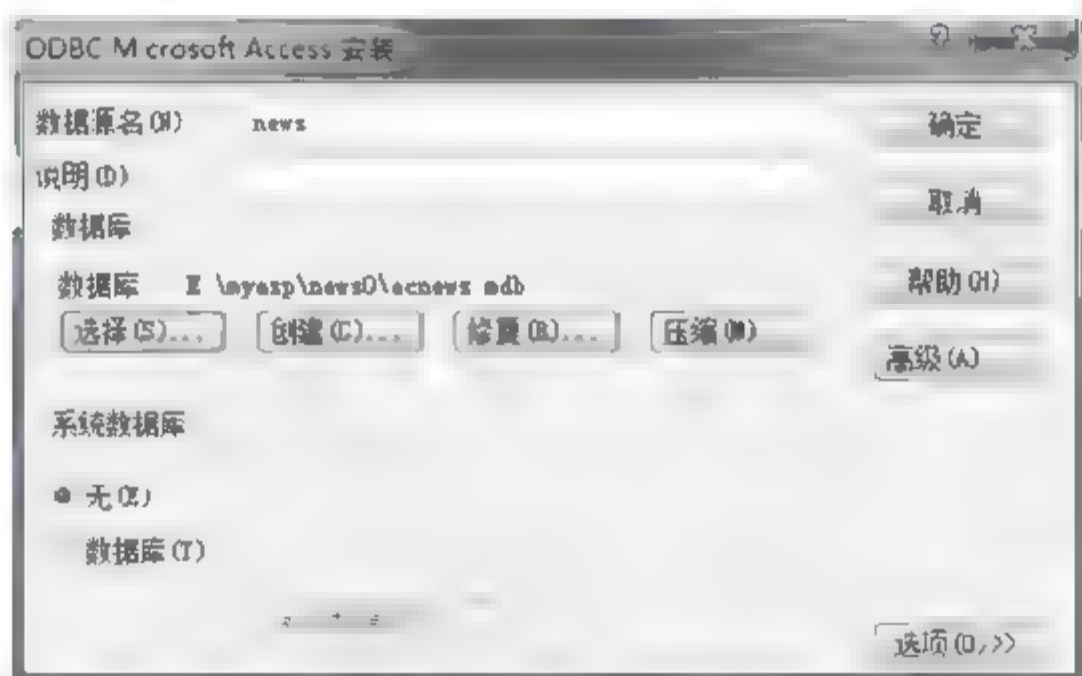 ODBC M crosoft Access 安装
数据源名(N) news
确定
说明(D)
取消
数据库
数据库 E \myasp\news0\acnews mdb
帮助(H)
选择(S)... 创建(C)... 修复(R)... 压缩(M)
高级(A)
系统数据库
无(E)
数据库(T)
选项(O)>>